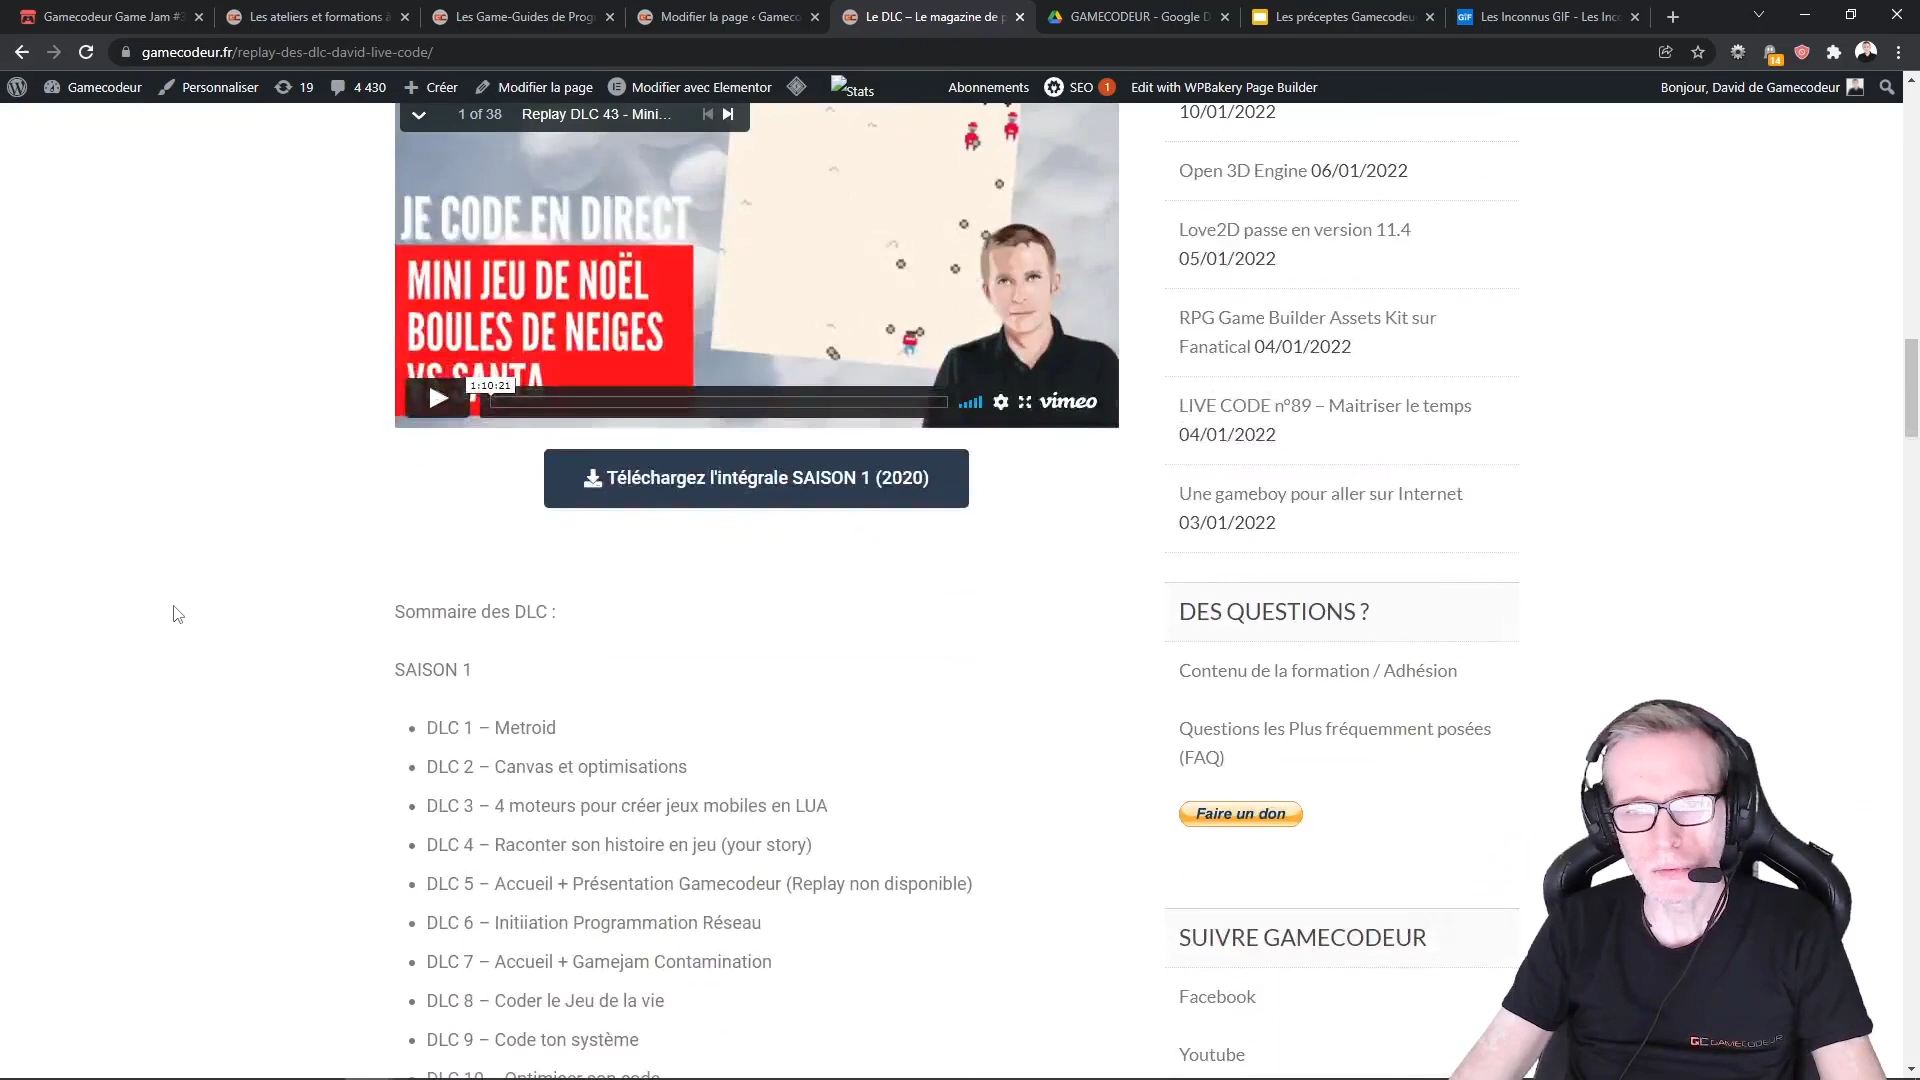 Gamecodeur Game Jam #3
Les ateliers et formations à
Les Game-Guides de Prog
Modifier la page ‹ Gameco
Le DLC – Le magazine de p
GAMECODEUR - Google D
Les préceptes Gamecodeu
Les Inconnus GIF - Les Inc
gamecodeur.fr/replay-des-dlc-david-live-code/
14
Gamecodeur
Personnaliser
19
4 430
Créer
Modifier la page
Modifier avec Elementor
Stats
Abonnements
SEO 1
Edit with WPBakery Page Builder
Bonjour, David de Gamecodeur
1 of 38 Replay DLC 43 - Mini...
JE CODE EN DIRECT
MINI JEU DE NOËL
BOULES DE NEIGES
VS SANTA
1:10:21
vimeo
Téléchargez l'intégrale SAISON 1 (2020)
Sommaire des DLC :
SAISON 1
• DLC 1 – Metroid
• DLC 2 – Canvas et optimisations
• DLC 3 – 4 moteurs pour créer jeux mobiles en LUA
• DLC 4 – Raconter son histoire en jeu (your story)
• DLC 5 – Accueil + Présentation Gamecodeur (Replay non disponible)
• DLC 6 – Initiiation Programmation Réseau
• DLC 7 – Accueil + Gamejam Contamination
• DLC 8 – Coder le Jeu de la vie
• DLC 9 – Code ton système
DLC 10 – Optimiser son code
10/01/2022
Open 3D Engine 06/01/2022
Love2D passe en version 11.4
05/01/2022
RPG Game Builder Assets Kit sur
Fanatical 04/01/2022
LIVE CODE n°89 – Maitriser le temps
04/01/2022
Une gameboy pour aller sur Internet
03/01/2022
DES QUESTIONS ?
Contenu de la formation / Adhésion
Questions les Plus fréquemment posées
(FAQ)
Faire un don
SUIVRE GAMECODEUR
Facebook
Youtube
GC GAMECODEUR